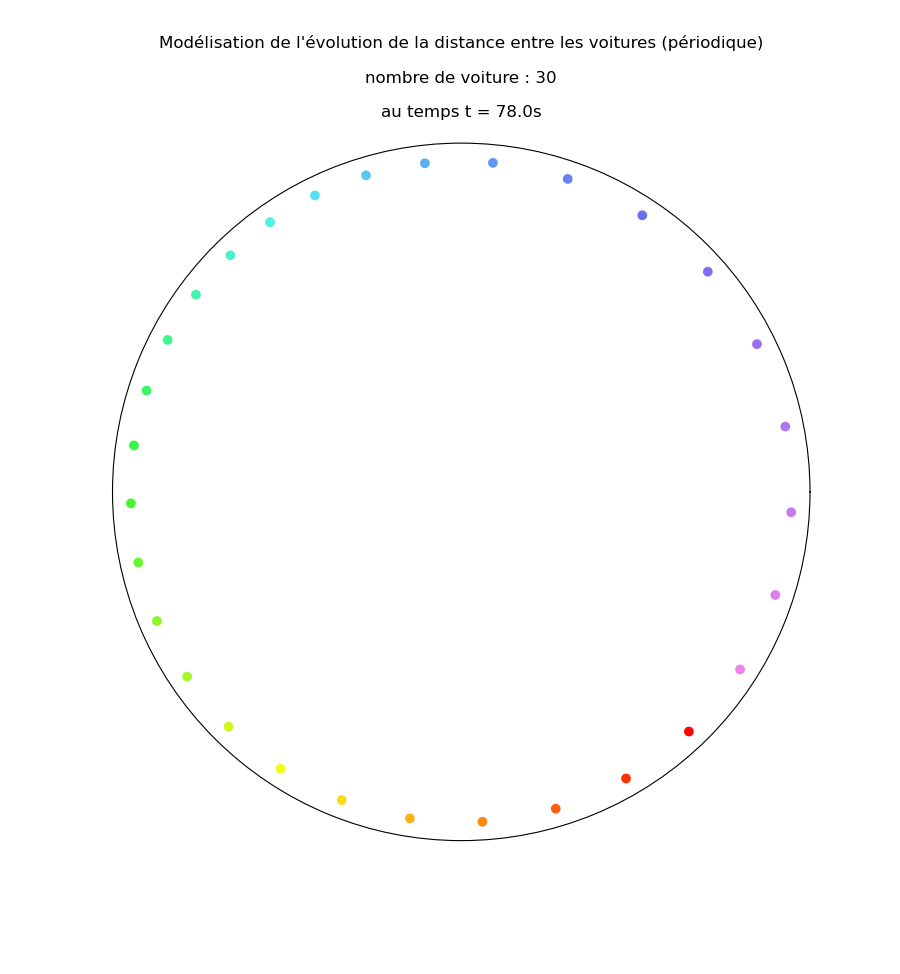 Modélisation de l'évolution de la distance entre les voitures (périodique)
nombre de voiture : 30
au temps t = 78.0s